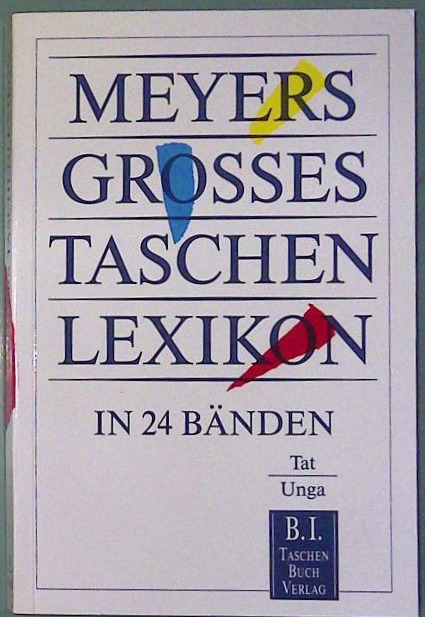 MEYERS
GROSSES
TASCHEN
LEXIKON
IN 24 BÄNDEN
Tat
Unga
B.I.
TASCHEN
BUCH
VERLAG